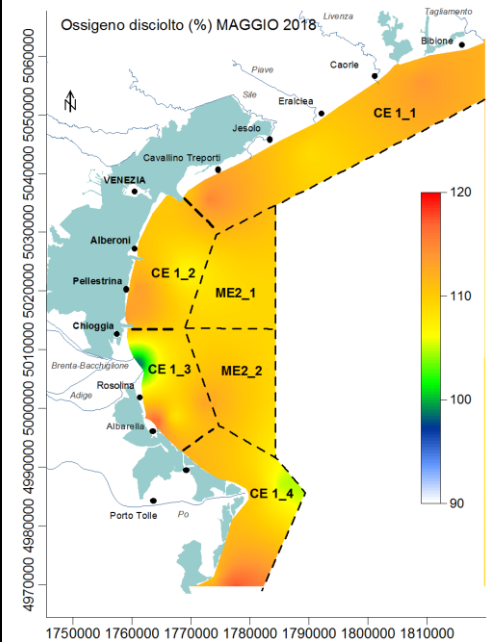 Ossigeno disciolto (%) MAGGIO 2018
Tagliamento
Livenza
Bibione
Caorle
Piave
Eralclea
Sile
CE 1_1
Jesolo
Cavallino Treporti
VENEZIA
Alberoni
CE 1_2
Pellestrina
ME2_1
Chioggia
Brenta-Bacchiglione
CE 1_3
ME2_2
Rosolina
Adige
Albarella
CE 1_4
Porto Tolle
Po
N
120
110
100
90
5060000
5050000
5040000
5030000
5020000
5010000
5000000
4990000
4980000
4970000
1750000 1760000 1770000 1780000 1790000 1800000 1810000